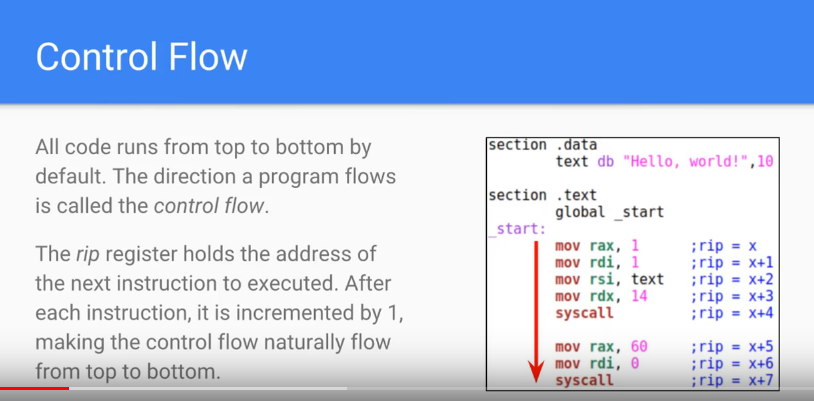 Control Flow
All code runs from top to bottom by
default. The direction a program flows
is called the control flow.
The rip register holds the address of
the next instruction to executed. After
each instruction, it is incremented by 1,
making the control flow naturally flow
from top to bottom.
section .data
text db "Hello, world!",10
section .text
global _start
_start:
mov rax, 1 ;rip = x
mov rdi, 1 ;rip = x+1
mov rsi, text ;rip = x+2
mov rdx, 14 ;rip = x+3
syscall ;rip = x+4
mov rax, 60 ;rip = x+5
mov rdi, 0 ;rip = x+6
syscall ;rip = x+7